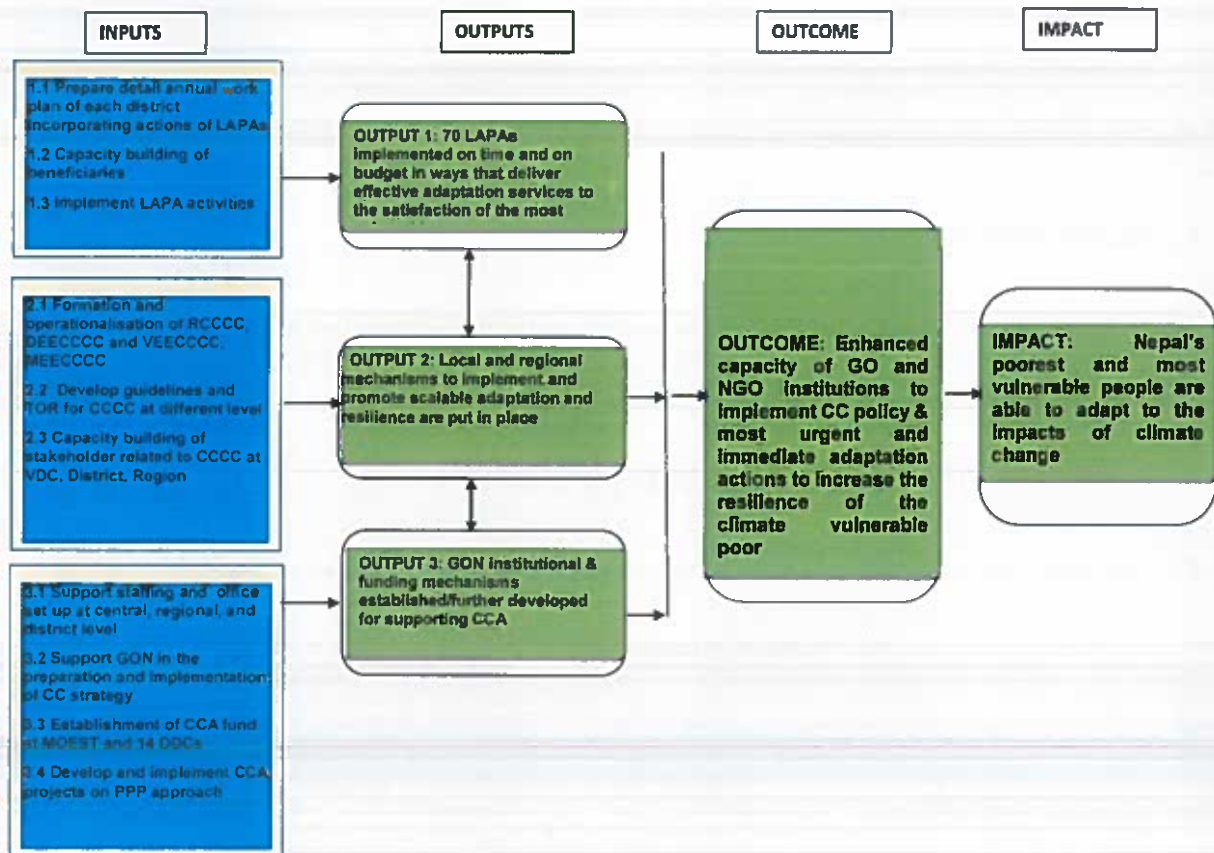 INPUTS
OUTPUTS
OUTCOME
IMPACT
1.1 Prepare detail annual work
plan of each district
incorporating actions of LAPAs
1.2 Capacity building of
beneficiaries
1.3 Implement LAPA activities
OUTPUT 1: 70 LAPAs
implemented on time and on
budget in ways that deliver
effective adaptation services to
the satisfaction of the most
2.1 Formation and
operationalisation of RCCCC,
DEECCCC and VEECCCC,
MEECCCC
2.2 Develop guidelines and
TOR for CCCC at different level
2.3 Capacity building of
stakeholder related to CCCC at
VDC, District, Region
OUTPUT 2: Local and regional
mechanisms to implement and
promote scalable adaptation and
resilience are put in place
3.1 Support staffing and office
set up at central, regional, and
district level
3.2 Support GON in the
preparation and implementation
of CC strategy
3.3 Establishment of CCA fund
at MOEST and 14 DDCs
3.4 Develop and implement CCA
projects on PPP approach
OUTPUT 3: GON institutional &
funding mechanisms
established/further developed
for supporting CCA
OUTCOME: Enhanced
capacity of GO and
NGO institutions to
implement CC policy &
most urgent and
immediate adaptation
actions to increase the
resilience of the
climate vulnerable
poor
IMPACT: Nepal's
poorest and most
vulnerable people are
able to adapt to the
impacts of climate
change